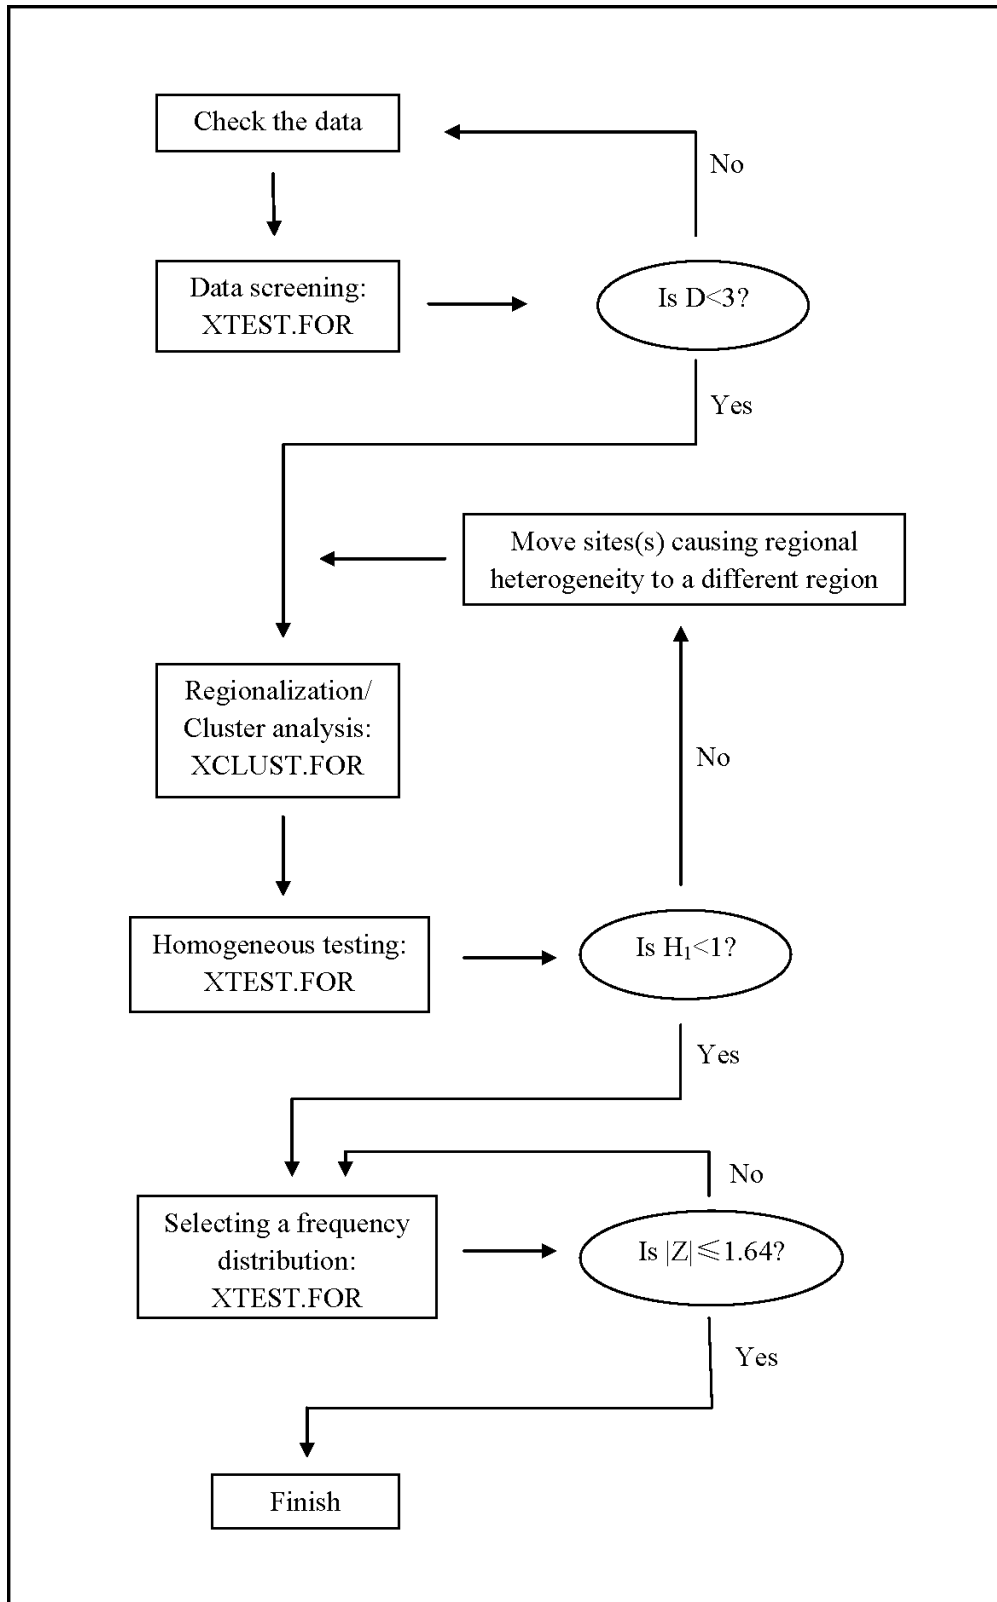 Check the data
No
Data screening:
XTEST.FOR
Is D<3?
Yes
Move sites(s) causing regional
heterogeneity to a different region
Regionalization/
Cluster analysis:
XCLUST.FOR
No
Homogeneous testing:
XTEST.FOR
Is H₁<1?
Yes
No
Selecting a frequency
distribution:
XTEST.FOR
Is |Z|≤1.64?
Yes
Finish